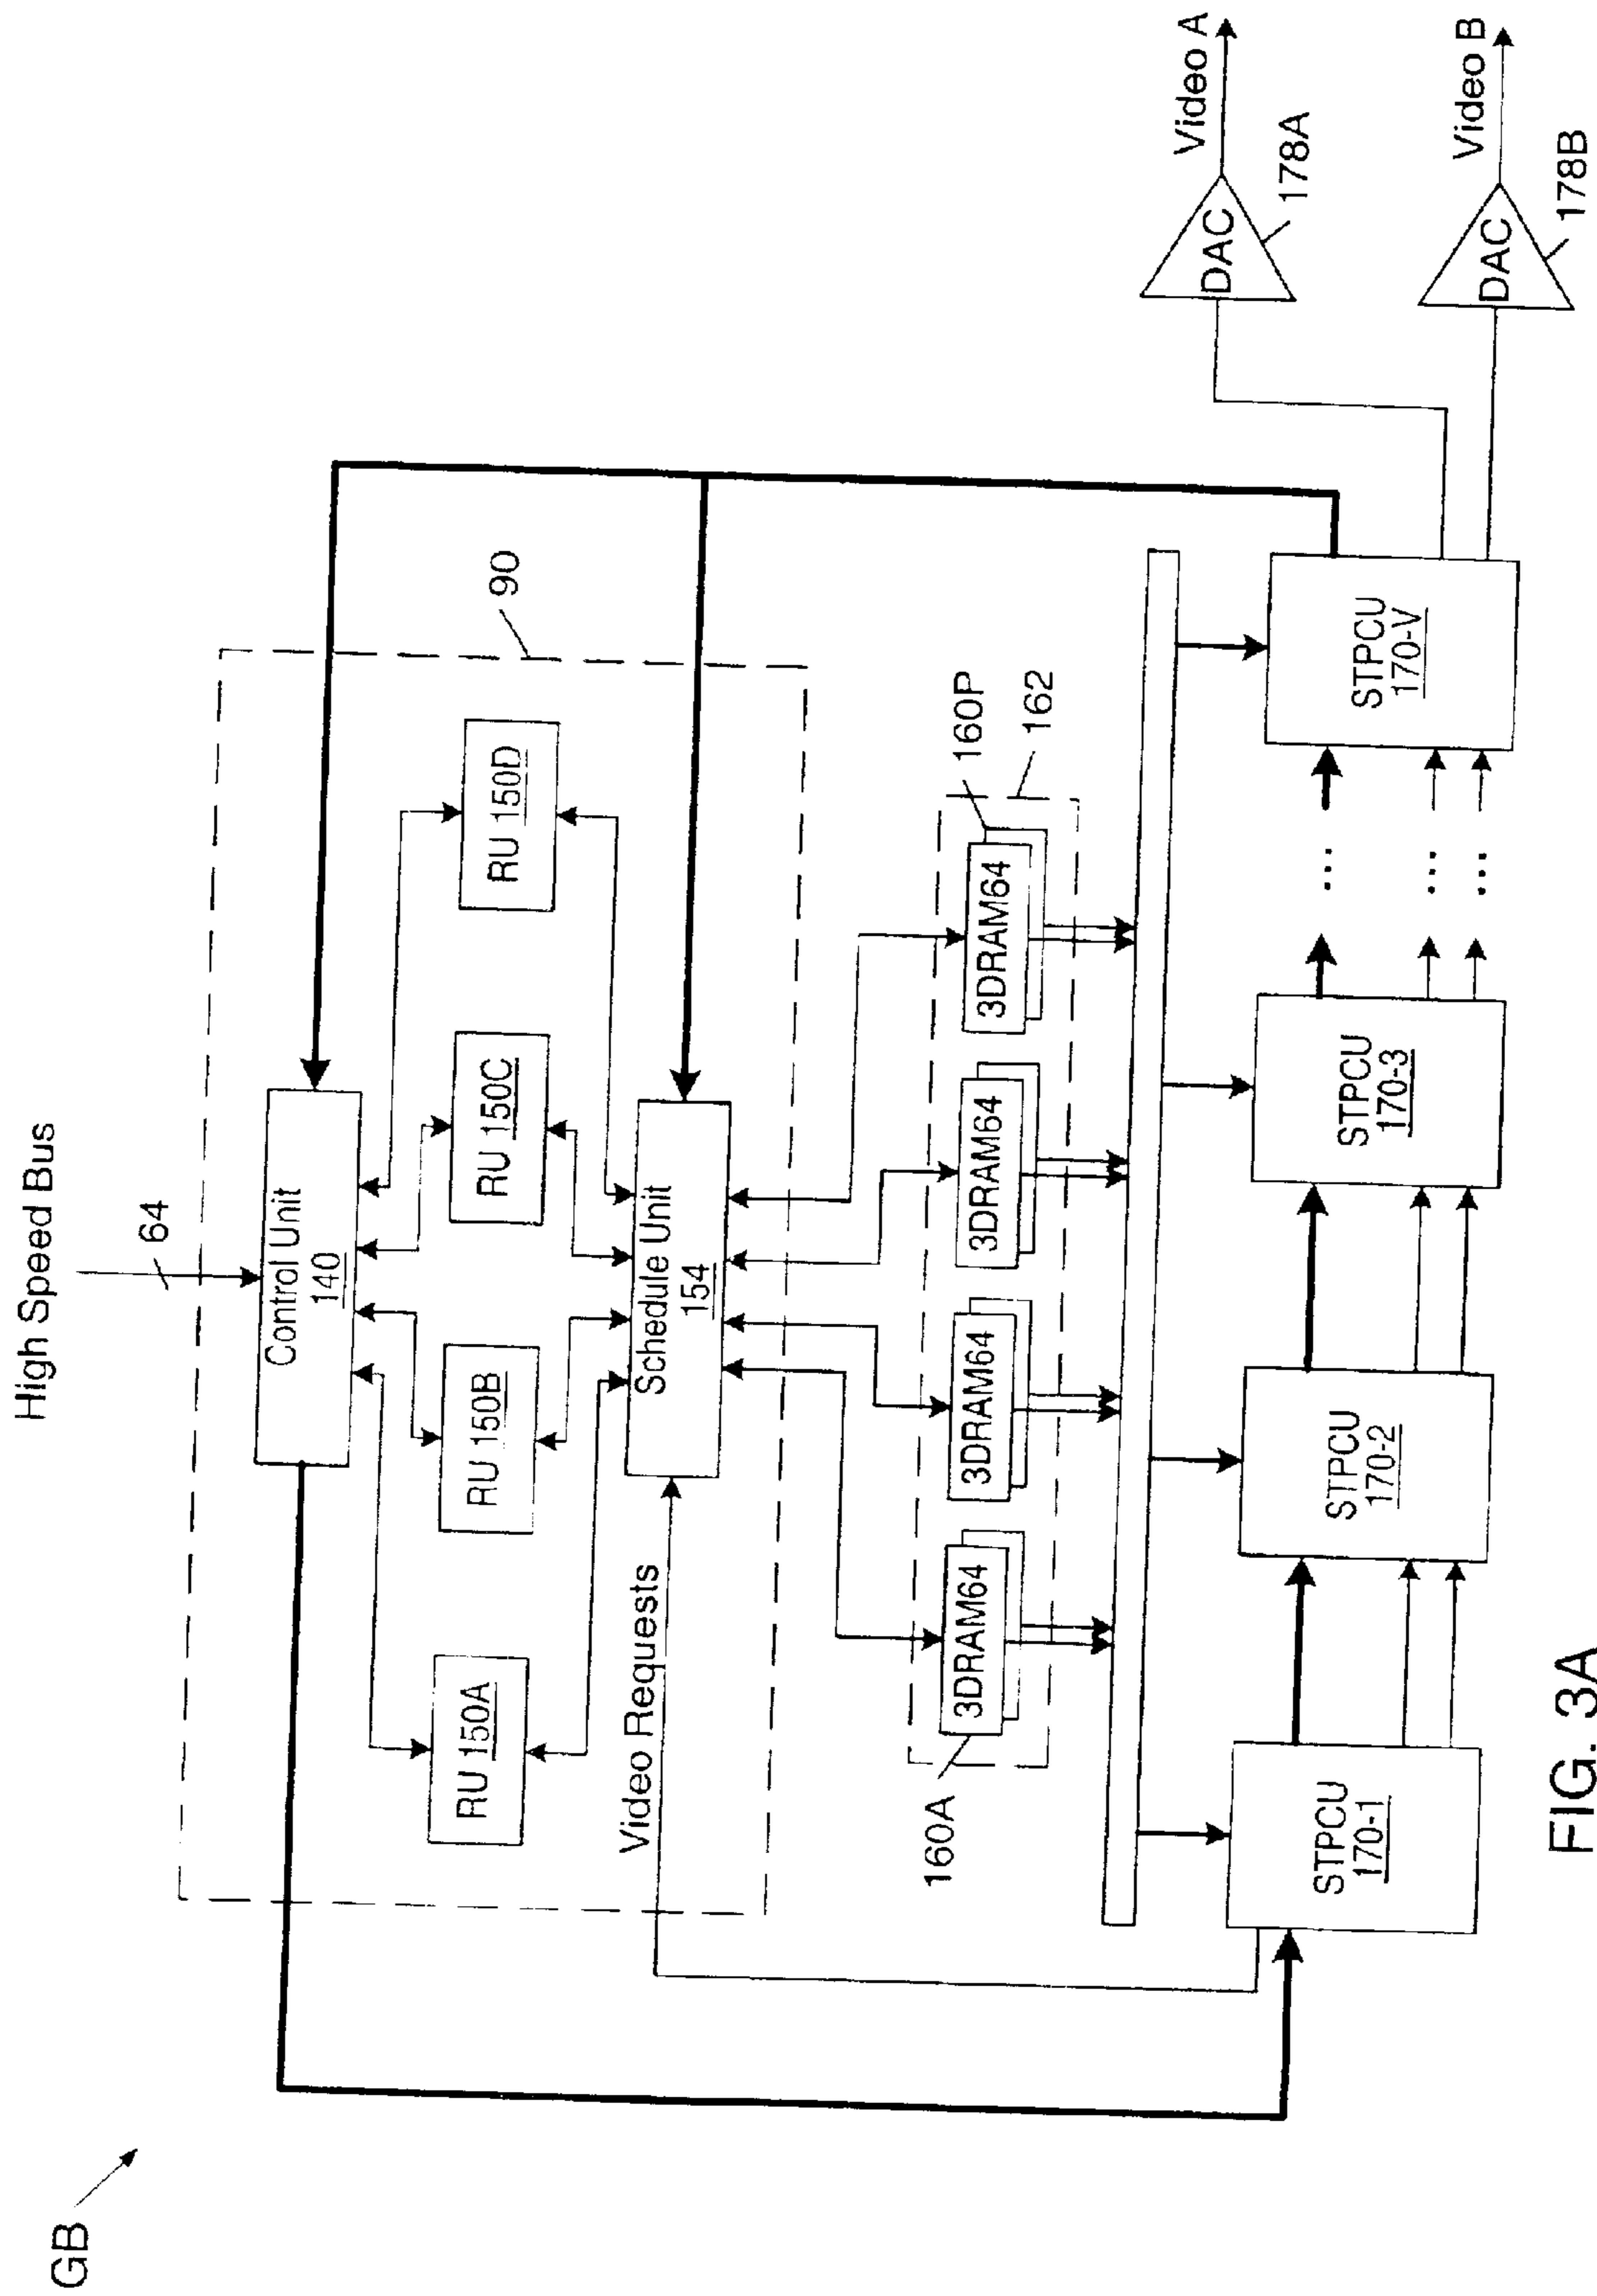 GB
High Speed Bus
64
90
Control Unit
140
RU 150A
RU 150B
RU 150C
RU 150D
Video Requests
Schedule Unit
154
160A
3DRAM64
3DRAM64
3DRAM64
3DRAM64
160P
162
STPCU
170-1
STPCU
170-2
STPCU
170-3
...
...
...
STPCU
170-V
DAC
178A
Video A
DAC
178B
Video B
FIG. 3A